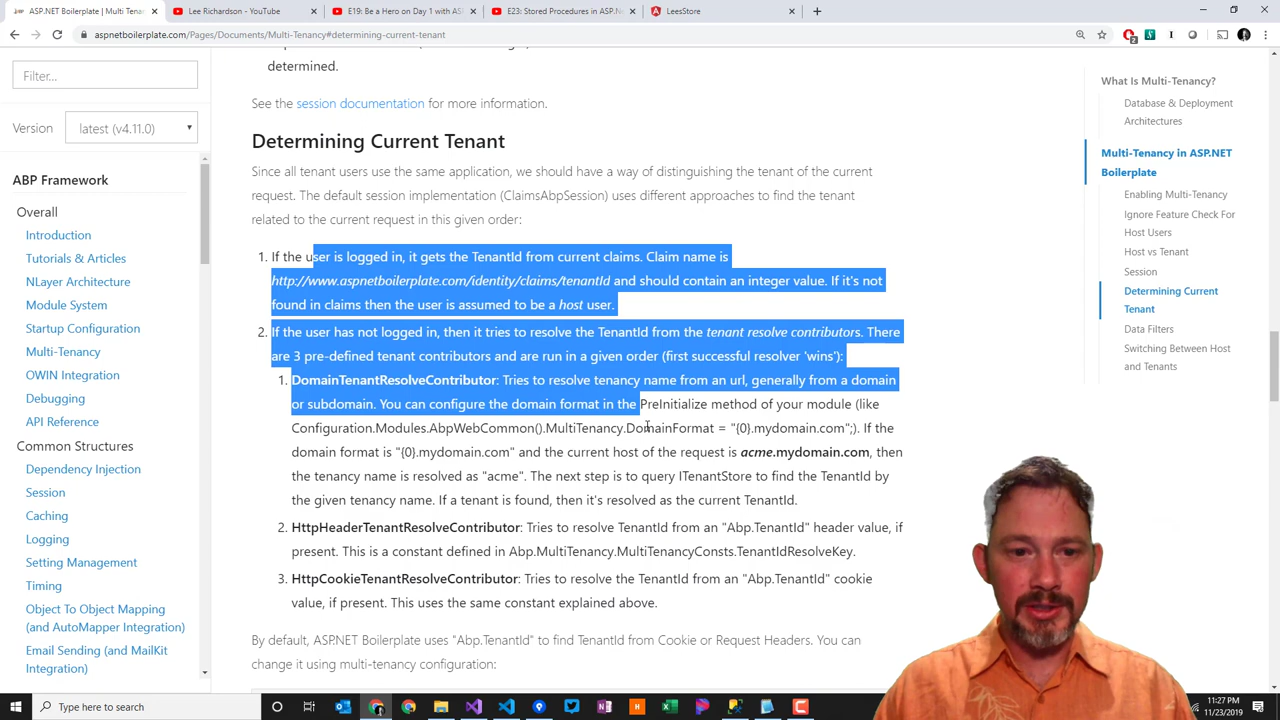 ASP.NET Boilerplate | Multi Tenan
Lee Richardson - YouTube
E19: Be a Hero on Day 1 with AS
E23: Stored Procedures in ASP.Ne
LeesStore
aspnetboilerplate.com/Pages/Documents/Multi-Tenancy#determining-current-tenant
Filter...
Version
latest (v4.11.0)
ABP Framework
Overall
Introduction
Tutorials & Articles
NLayer Architecture
Module System
Startup Configuration
Multi-Tenancy
OWIN Integration
Debugging
API Reference
Common Structures
Dependency Injection
Session
Caching
Logging
Setting Management
Timing
Object To Object Mapping
(and AutoMapper Integration)
Email Sending (and MailKit
Integration)
determined.
See the session documentation for more information.
Determining Current Tenant
Since all tenant users use the same application, we should have a way of distinguishing the tenant of the current
request. The default session implementation (ClaimsAbpSession) uses different approaches to find the tenant
related to the current request in this given order:
1. If the user is logged in, it gets the TenantId from current claims. Claim name is
http://www.aspnetboilerplate.com/identity/claims/tenantId and should contain an integer value. If it's not
found in claims then the user is assumed to be a host user.
2. If the user has not logged in, then it tries to resolve the TenantId from the tenant resolve contributors. There
are 3 pre-defined tenant contributors and are run in a given order (first successful resolver 'wins'):
1. DomainTenantResolveContributor: Tries to resolve tenancy name from an url, generally from a domain
or subdomain. You can configure the domain format in the PreInitialize method of your module (like
Configuration.Modules.AbpWebCommon().MultiTenancy.DomainFormat = "{0}.mydomain.com";). If the
domain format is "{0}.mydomain.com" and the current host of the request is acme.mydomain.com, then
the tenancy name is resolved as "acme". The next step is to query ITenantStore to find the TenantId by
the given tenancy name. If a tenant is found, then it's resolved as the current TenantId.
2. HttpHeaderTenantResolveContributor: Tries to resolve TenantId from an "Abp.TenantId" header value, if
present. This is a constant defined in Abp.MultiTenancy.MultiTenancyConsts.TenantIdResolveKey.
3. HttpCookieTenantResolveContributor: Tries to resolve the TenantId from an "Abp.TenantId" cookie
value, if present. This uses the same constant explained above.
By default, ASP.NET Boilerplate uses "Abp.TenantId" to find TenantId from Cookie or Request Headers. You can
change it using multi-tenancy configuration:
What Is Multi-Tenancy?
Database & Deployment
Architectures
Multi-Tenancy in ASP.NET
Boilerplate
Enabling Multi-Tenancy
Ignore Feature Check For
Host Users
Host vs Tenant
Session
Determining Current
Tenant
Data Filters
Switching Between Host
and Tenants
Type here to search
11:27 PM
11/23/2019